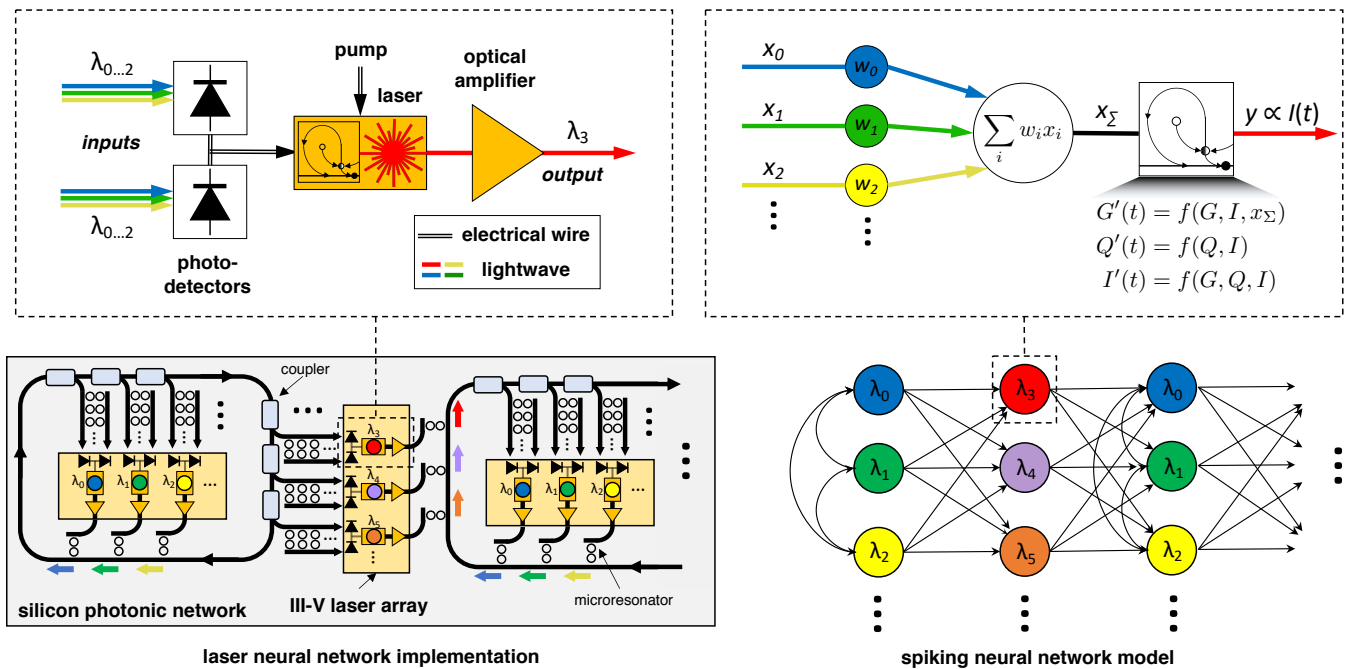 pump
optical
amplifier
laser
λ0...2
inputs
λ0...2
photo-
detectors
λ3
output
electrical wire
lightwave
x0
w0
x1
w1
x2
w2
∑ wixi
i
xΣ
y ∝ I(t)
G′(t) = f(G, I, xΣ)
Q′(t) = f(Q, I)
I′(t) = f(G, Q, I)
coupler
λ0
λ1
λ2
...
λ3
λ4
λ5
λ0
λ1
λ2
...
silicon photonic network
III-V laser array
microresonator
laser neural network implementation
λ0
λ3
λ0
λ1
λ4
λ1
λ2
λ5
λ2
spiking neural network model